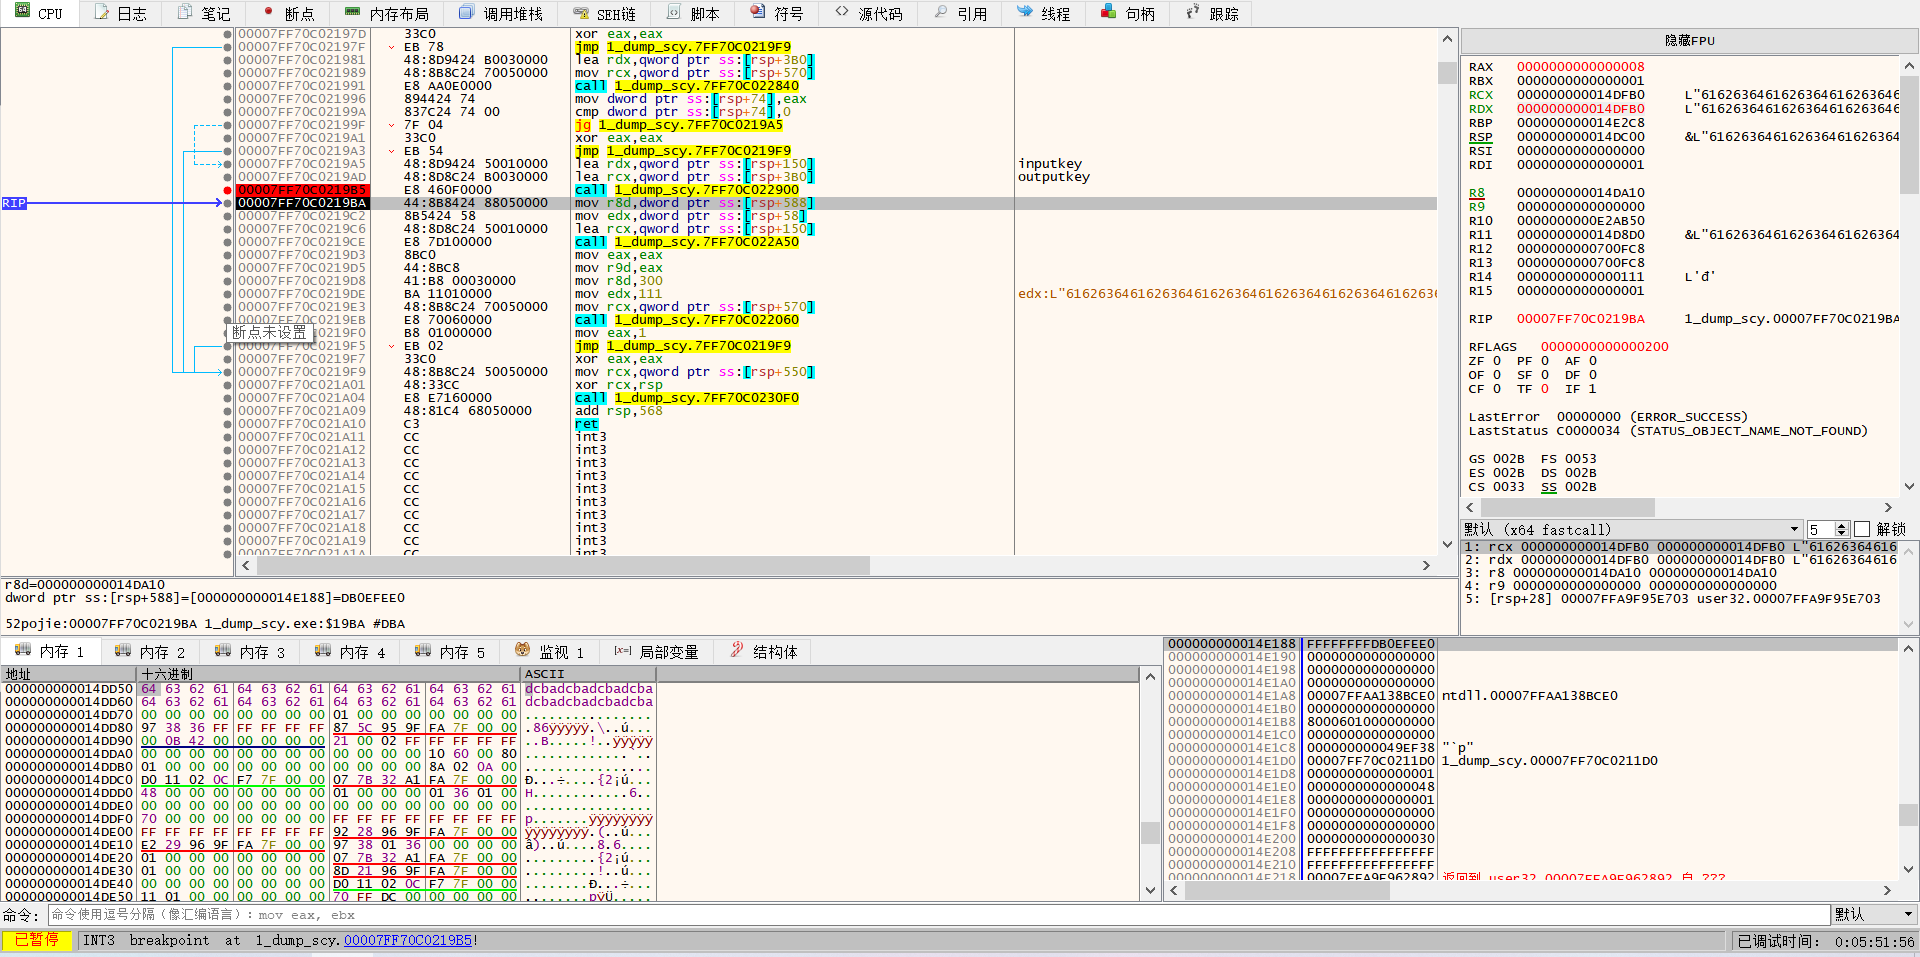 CPU 日志 笔记 断点 内存布局 调用堆栈 SEH链 脚本 符号 源代码 引用 线程 句柄 跟踪
00007FF70C02197D 33C0 xor eax,eax
00007FF70C02197F EB 78 jmp 1_dump_scy.7FF70C0219F9
00007FF70C021981 48:8D9424 B0030000 lea rdx,qword ptr ss:[rsp+3B0]
00007FF70C021989 48:8B8C24 70050000 mov rcx,qword ptr ss:[rsp+570]
00007FF70C021991 E8 AA0E0000 call 1_dump_scy.7FF70C022840
00007FF70C021996 894424 74 mov dword ptr ss:[rsp+74],eax
00007FF70C02199A 837C24 74 00 cmp dword ptr ss:[rsp+74],0
00007FF70C02199F 7F 04 jg 1_dump_scy.7FF70C0219A5
00007FF70C0219A1 33C0 xor eax,eax
00007FF70C0219A3 EB 54 jmp 1_dump_scy.7FF70C0219F9
00007FF70C0219A5 48:8D9424 50010000 lea rdx,qword ptr ss:[rsp+150] inputkey
00007FF70C0219AD 48:8D8C24 B0030000 lea rcx,qword ptr ss:[rsp+3B0] outputkey
00007FF70C0219B5 E8 460F0000 call 1_dump_scy.7FF70C022900
RIP 00007FF70C0219BA 44:8B8424 88050000 mov r8d,dword ptr ss:[rsp+588]
00007FF70C0219C2 8B5424 58 mov edx,dword ptr ss:[rsp+58]
00007FF70C0219C6 48:8D8C24 50010000 lea rcx,qword ptr ss:[rsp+150]
00007FF70C0219CE E8 7D100000 call 1_dump_scy.7FF70C022A50
00007FF70C0219D3 8BC0 mov eax,eax
00007FF70C0219D5 44:8BC8 mov r9d,eax
00007FF70C0219D8 41:B8 00030000 mov r8d,300
00007FF70C0219DE BA 11010000 mov edx,111 edx:L"61626364616263646162636461626364616263646162636
00007FF70C0219E3 48:8B8C24 70050000 mov rcx,qword ptr ss:[rsp+570]
00007FF70C0219EB E8 70060000 call 1_dump_scy.7FF70C022060
断点未设置 0219F0 B8 01000000 mov eax,1
00007FF70C0219F5 EB 02 jmp 1_dump_scy.7FF70C0219F9
00007FF70C0219F7 33C0 xor eax,eax
00007FF70C0219F9 48:8B8C24 50050000 mov rcx,qword ptr ss:[rsp+550]
00007FF70C021A01 48:33CC xor rcx,rsp
00007FF70C021A04 E8 E7160000 call 1_dump_scy.7FF70C0230F0
00007FF70C021A09 48:81C4 68050000 add rsp,568
00007FF70C021A10 C3 ret
00007FF70C021A11 CC int3
00007FF70C021A12 CC int3
00007FF70C021A13 CC int3
00007FF70C021A14 CC int3
00007FF70C021A15 CC int3
00007FF70C021A16 CC int3
00007FF70C021A17 CC int3
00007FF70C021A18 CC int3
00007FF70C021A19 CC int3
00007FF70C021A1A CC int3
隐藏FPU
RAX 0000000000000008
RBX 0000000000000001
RCX 000000000014DFB0 L"616263646162636461626364
RDX 000000000014DFB0 L"616263646162636461626364
RBP 000000000014E2C8
RSP 000000000014DC00 &L"61626364616263646162636
RSI 0000000000000000
RDI 0000000000000001
R8 000000000014DA10
R9 0000000000000000
R10 0000000000E2AB50
R11 000000000014D8D0 &L"61626364616263646162636
R12 0000000000700FC8
R13 0000000000700FC8
R14 0000000000000111 L'đ'
R15 0000000000000001
RIP 00007FF70C0219BA 1_dump_scy.00007FF70C0219BA
RFLAGS 0000000000000200
ZF 0 PF 0 AF 0
OF 0 SF 0 DF 0
CF 0 TF 0 IF 1
LastError 00000000 (ERROR_SUCCESS)
LastStatus C0000034 (STATUS_OBJECT_NAME_NOT_FOUND)
GS 002B FS 0053
ES 002B DS 002B
CS 0033 SS 002B
默认 (x64 fastcall) 5 解锁
1: rcx 000000000014DFB0 000000000014DFB0 L"61626364616
2: rdx 000000000014DFB0 000000000014DFB0 L"61626364616
3: r8 000000000014DA10 000000000014DA10
4: r9 0000000000000000 0000000000000000
5: [rsp+28] 00007FFA9F95E703 user32.00007FFA9F95E703
r8d=000000000014DA10
dword ptr ss:[rsp+588]=[000000000014E188]=DB0EFEE0
52pojie:00007FF70C0219BA 1_dump_scy.exe:$19BA #DBA
内存 1 内存 2 内存 3 内存 4 内存 5 监视 1 [x=] 局部变量 结构体
地址 十六进制 ASCII
000000000014DD50 64 63 62 61 64 63 62 61 64 63 62 61 64 63 62 61 dcbadcbadcbadcba
000000000014DD60 64 63 62 61 64 63 62 61 64 63 62 61 64 63 62 61 dcbadcbadcbadcba
000000000014DD70 00 00 00 00 00 00 00 00 01 00 00 00 00 00 00 00 ................
000000000014DD80 97 38 36 FF FF FF FF FF 87 5C 95 9F FA 7F 00 00 .86ÿÿÿÿÿ.\..ú...
000000000014DD90 00 0B 42 00 00 00 00 00 21 00 02 FF FF FF FF FF ..B.....!..ÿÿÿÿÿ
000000000014DDA0 00 00 00 00 00 00 00 00 00 00 00 00 10 60 00 80 .............`..
000000000014DDB0 01 00 00 00 00 00 00 00 00 00 00 00 8A 02 0A 00 ................
000000000014DDC0 D0 11 02 0C F7 7F 00 00 07 7B 32 A1 FA 7F 00 00 Ð...÷....{2¡ú...
000000000014DDD0 48 00 00 00 00 00 00 00 01 00 00 00 01 36 01 00 H............6..
000000000014DDE0 00 00 00 00 00 00 00 00 00 00 00 00 00 00 00 00 ................
000000000014DDF0 70 00 00 00 00 00 00 00 FF FF FF FF FF FF FF FF p.......ÿÿÿÿÿÿÿÿ
000000000014DE00 FF FF FF FF FF FF FF FF 92 28 96 9F FA 7F 00 00 ÿÿÿÿÿÿÿÿ.(..ú...
000000000014DE10 E2 29 96 9F FA 7F 00 00 97 38 01 36 00 00 00 00 â)..ú....8.6....
000000000014DE20 01 00 00 00 00 00 00 00 07 7B 32 A1 FA 7F 00 00 .........{2¡ú...
000000000014DE30 01 00 00 00 00 00 00 00 8D 21 96 9F FA 7F 00 00 .........!..ú...
000000000014DE40 00 00 00 00 00 00 00 00 D0 11 02 0C F7 7F 00 00 ........Ð...÷...
000000000014DE50 11 01 00 00 00 00 00 00 70 FF DC 00 00 00 00 00 ........pÿÜ.....
000000000014E188 FFFFFFFFDB0EFEE0
000000000014E190 0000000000000000
000000000014E198 0000000000000000
000000000014E1A0 0000000000000000
000000000014E1A8 00007FFAA138BCE0 ntdll.00007FFAA138BCE0
000000000014E1B0 0000000000000000
000000000014E1B8 8000601000000000
000000000014E1C0 0000000000000000
000000000014E1C8 000000000049EF38 "`p"
000000000014E1D0 00007FF70C0211D0 1_dump_scy.00007FF70C0211D0
000000000014E1D8 0000000000000001
000000000014E1E0 0000000000000048
000000000014E1E8 0000000000000001
000000000014E1F0 0000000000000000
000000000014E1F8 0000000000000000
000000000014E200 0000000000000030
000000000014E208 FFFFFFFFFFFFFFFF
000000000014E210 FFFFFFFFFFFFFFFF
000000000014E218 00007FFA9F962892 返回到 user32.00007FFA9F962892 自 ???
命令: 命令使用逗号分隔（像汇编语言）: mov eax, ebx 默认
已暂停 INT3 breakpoint at 1_dump_scy.00007FF70C0219B5! 已调试时间: 0:05:51:56